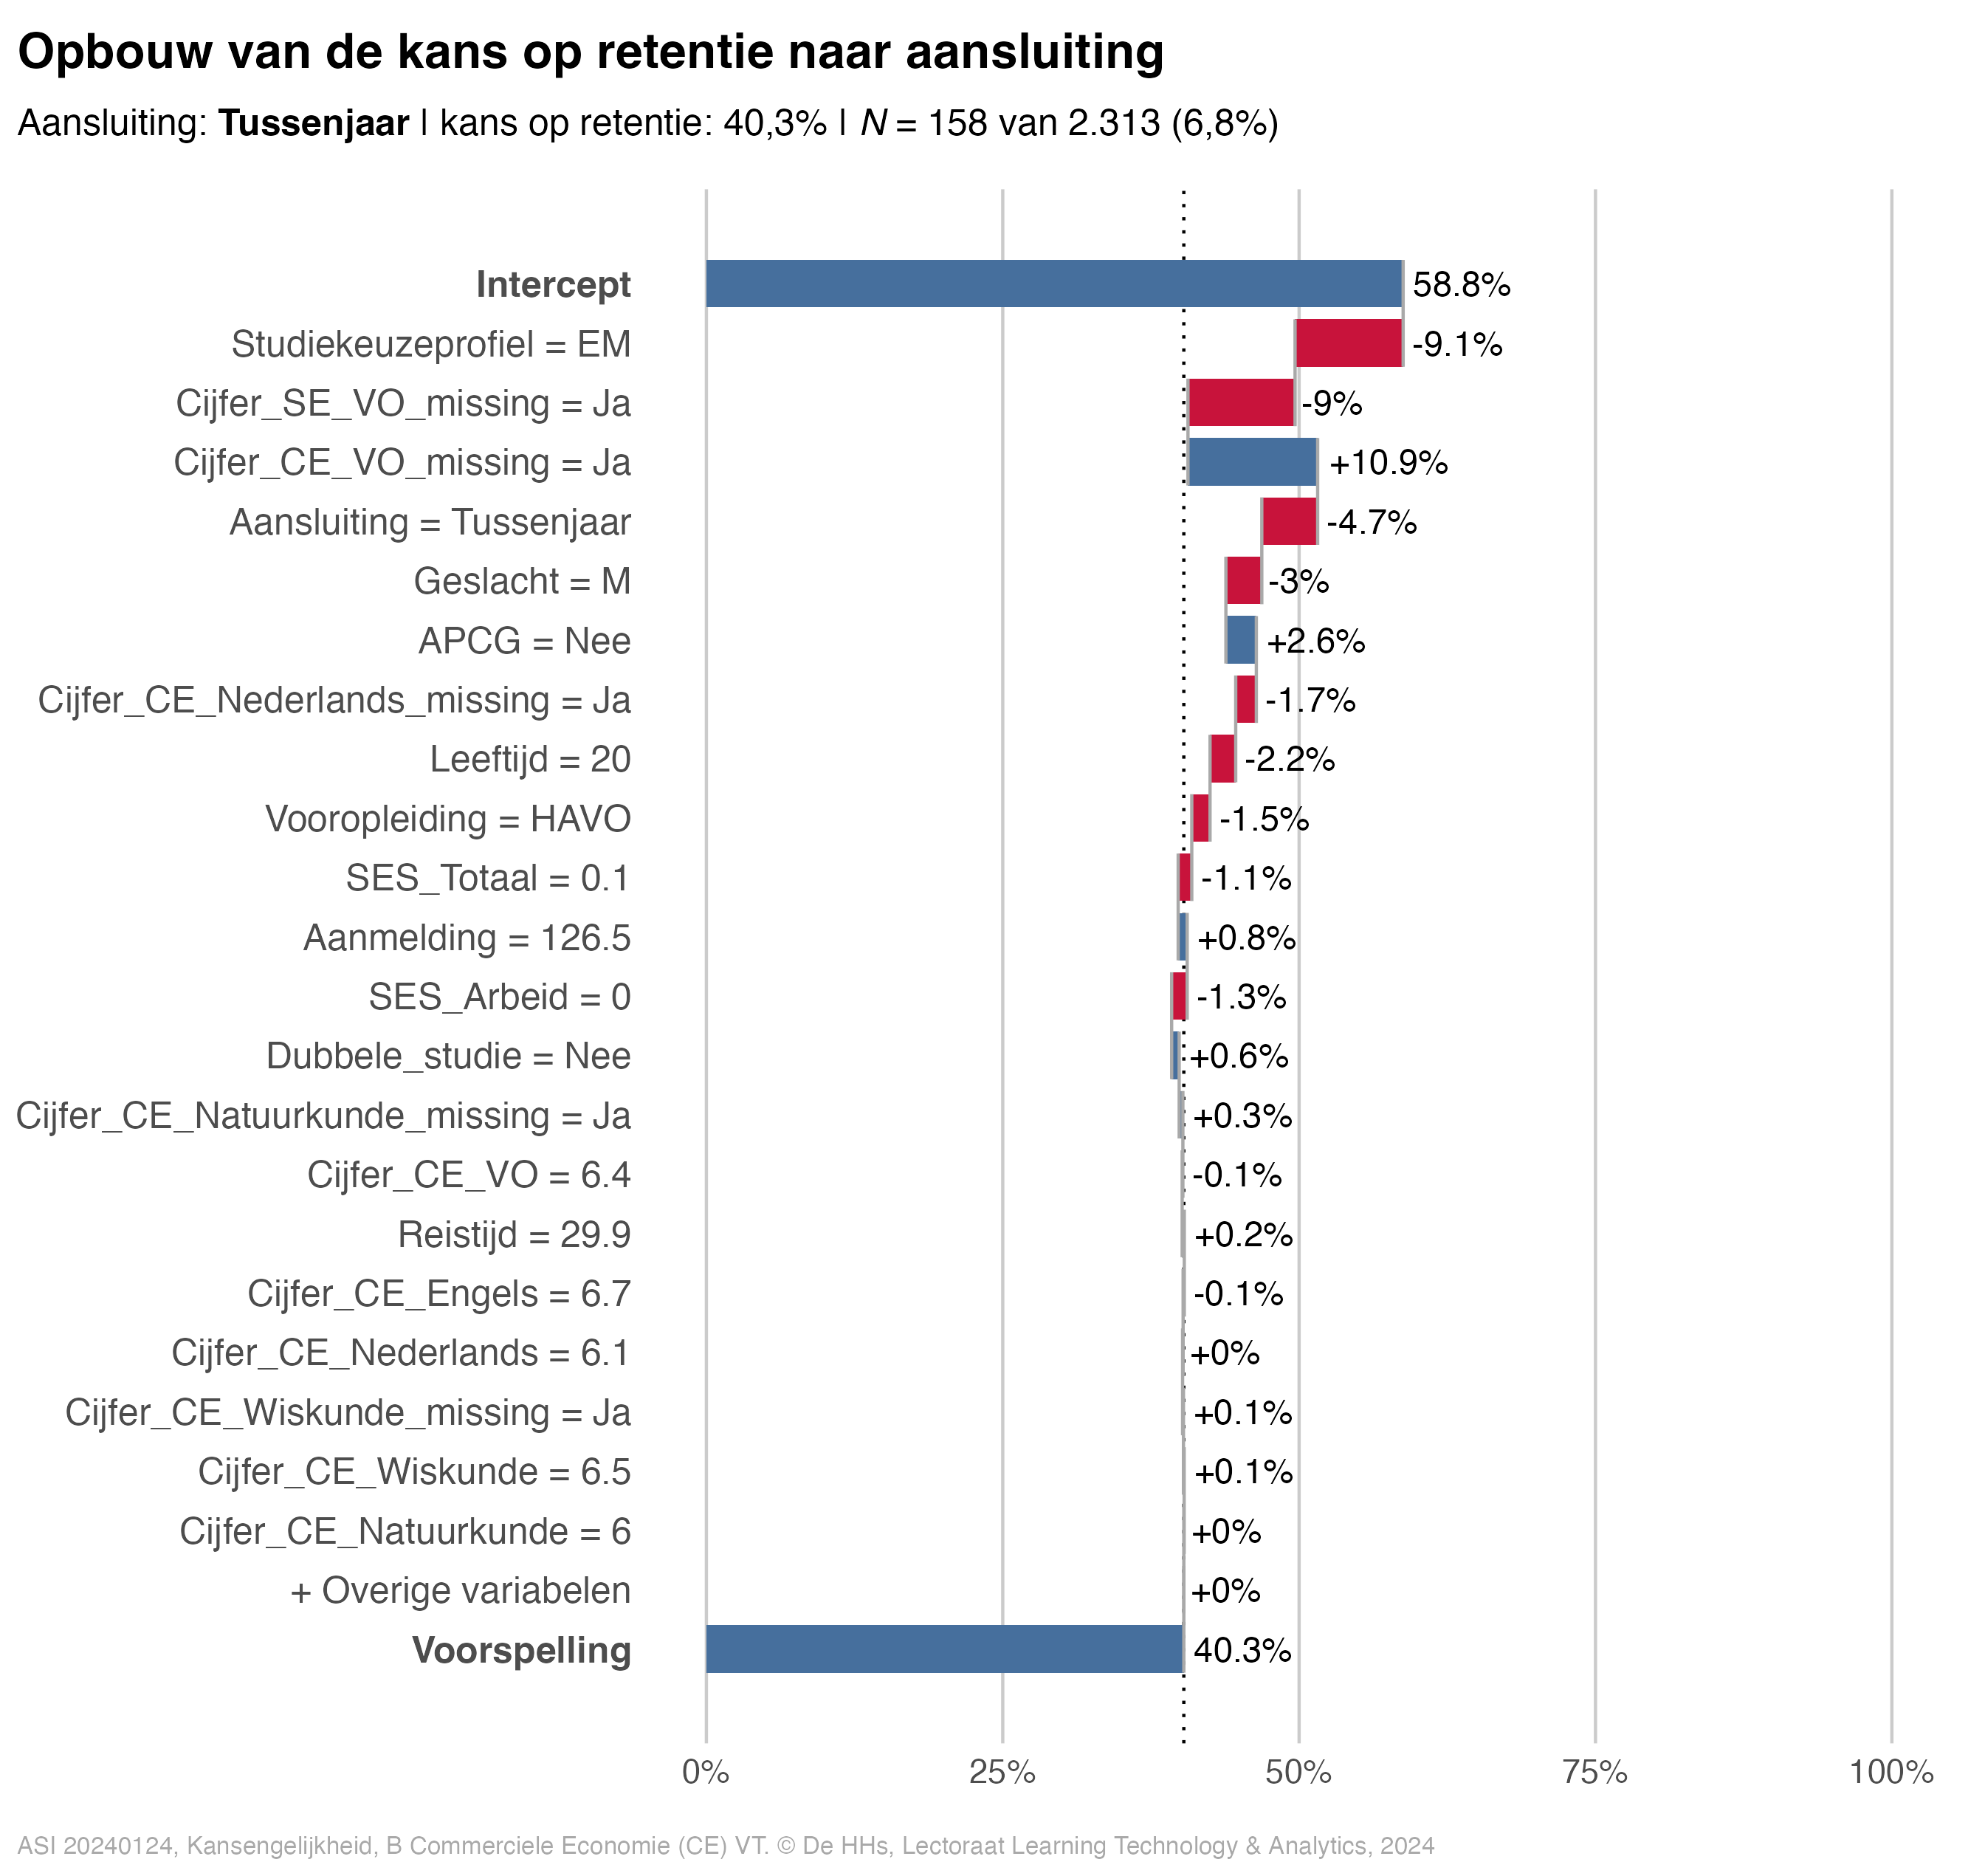 Opbouw van de kans op retentie naar aansluiting
Aansluiting: Tussenjaar | kans op retentie: 40,3% | N = 158 van 2.313 (6,8%)
Intercept 58.8%
Studiekeuzeprofiel = EM -9.1%
Cijfer_SE_VO_missing = Ja -9%
Cijfer_CE_VO_missing = Ja +10.9%
Aansluiting = Tussenjaar -4.7%
Geslacht = M -3%
APCG = Nee +2.6%
Cijfer_CE_Nederlands_missing = Ja -1.7%
Leeftijd = 20 -2.2%
Vooropleiding = HAVO -1.5%
SES_Totaal = 0.1 -1.1%
Aanmelding = 126.5 +0.8%
SES_Arbeid = 0 -1.3%
Dubbele_studie = Nee +0.6%
Cijfer_CE_Natuurkunde_missing = Ja +0.3%
Cijfer_CE_VO = 6.4 -0.1%
Reistijd = 29.9 +0.2%
Cijfer_CE_Engels = 6.7 -0.1%
Cijfer_CE_Nederlands = 6.1 +0%
Cijfer_CE_Wiskunde_missing = Ja +0.1%
Cijfer_CE_Wiskunde = 6.5 +0.1%
Cijfer_CE_Natuurkunde = 6 +0%
+ Overige variabelen +0%
Voorspelling 40.3%
0% 25% 50% 75% 100%
ASI 20240124, Kansengelijkheid, B Commerciele Economie (CE) VT. © De HHs, Lectoraat Learning Technology & Analytics, 2024